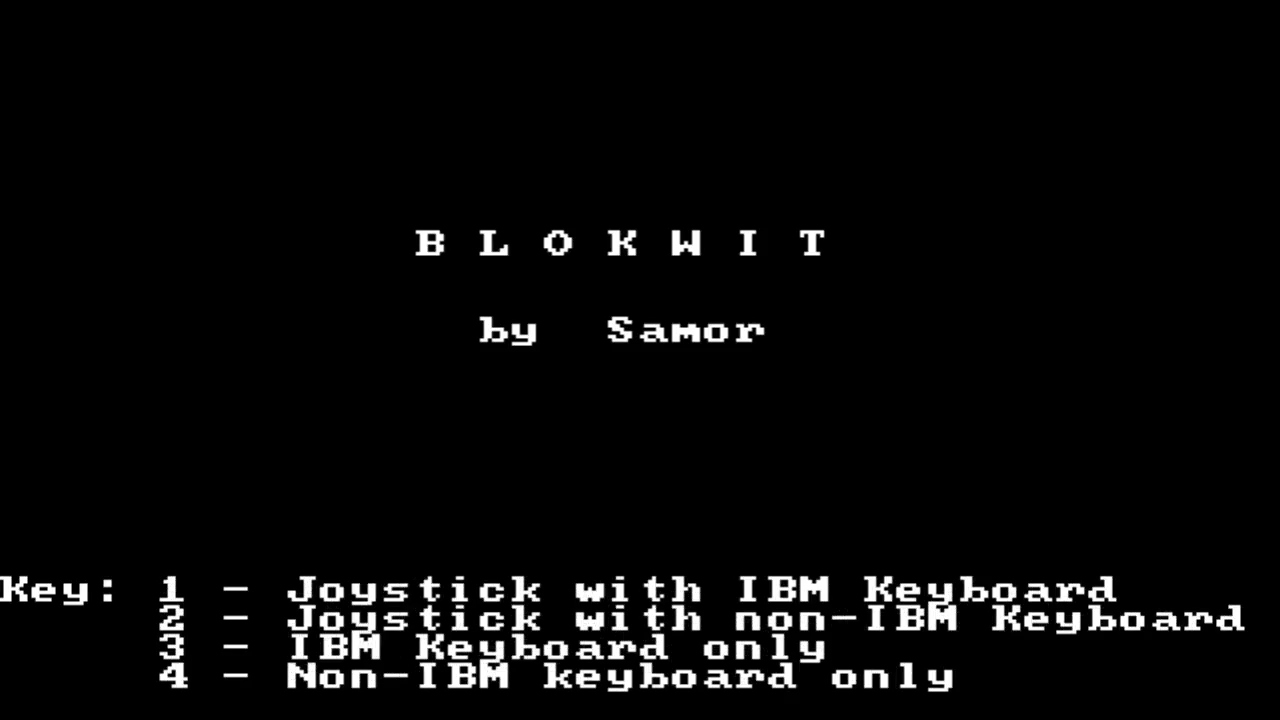 B L O K W I T
by Samor
Key: 1 - Joystick with IBM Keyboard
2 - Joystick with non-IBM Keyboard
3 - IBM Keyboard only
4 - Non-IBM keyboard only